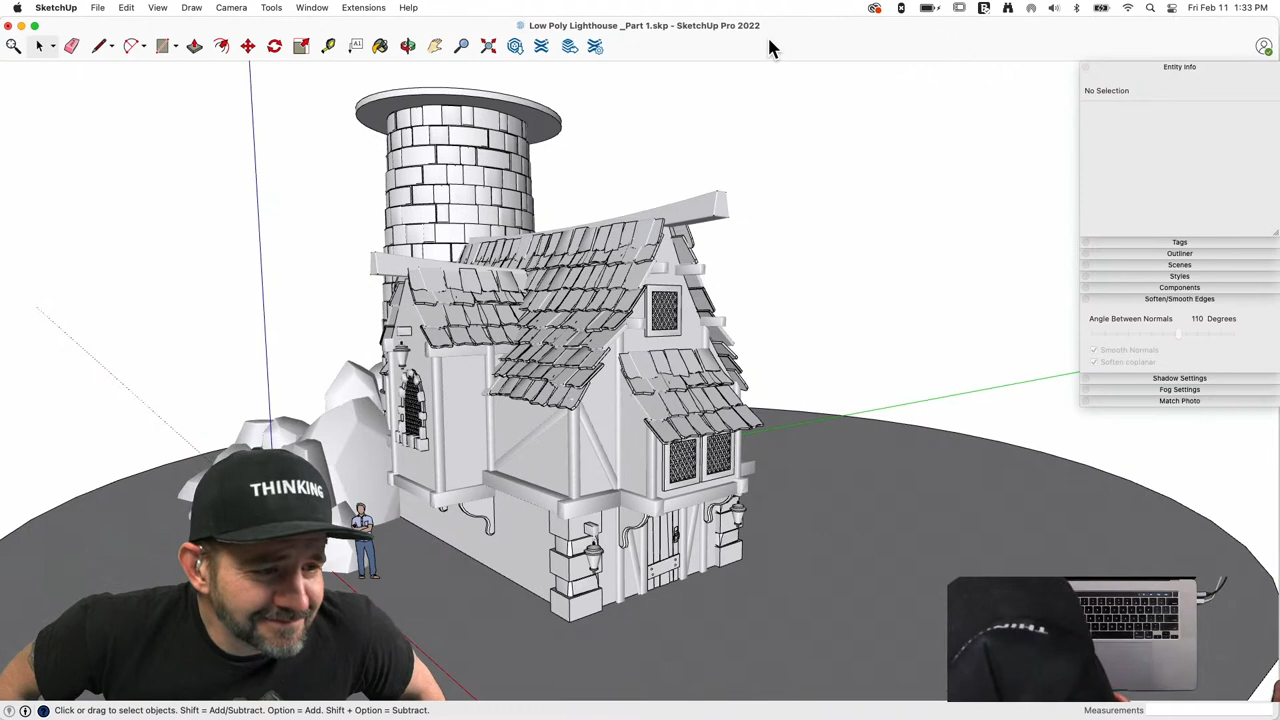 SketchUp File Edit View Draw Camera Tools Window Extensions Help Fri Feb 11 1:33 PM
Low Poly Lighthouse _Part 1.skp - SketchUp Pro 2022
Entity Info
No Selection
Tags
Outliner
Scenes
Styles
Components
Soften/Smooth Edges
Angle Between Normals 110 Degrees
Smooth Normals
Soften coplanar
Shadow Settings
Fog Settings
Match Photo
THINKING
Click or drag to select objects. Shift = Add/Subtract. Option = Add. Shift + Option = Subtract. Measurements